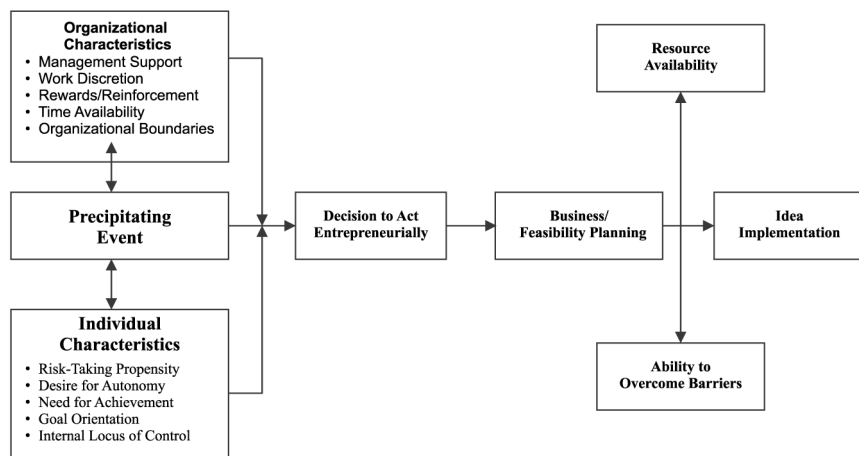 Organizational
Characteristics
• Management Support
• Work Discretion
• Rewards/Reinforcement
• Time Availability
• Organizational Boundaries
Precipitating
Event
Individual
Characteristics
• Risk-Taking Propensity
• Desire for Autonomy
• Need for Achievement
• Goal Orientation
• Internal Locus of Control
Decision to Act
Entrepreneurially
Business/
Feasibility Planning
Resource
Availability
Idea
Implementation
Ability to
Overcome Barriers